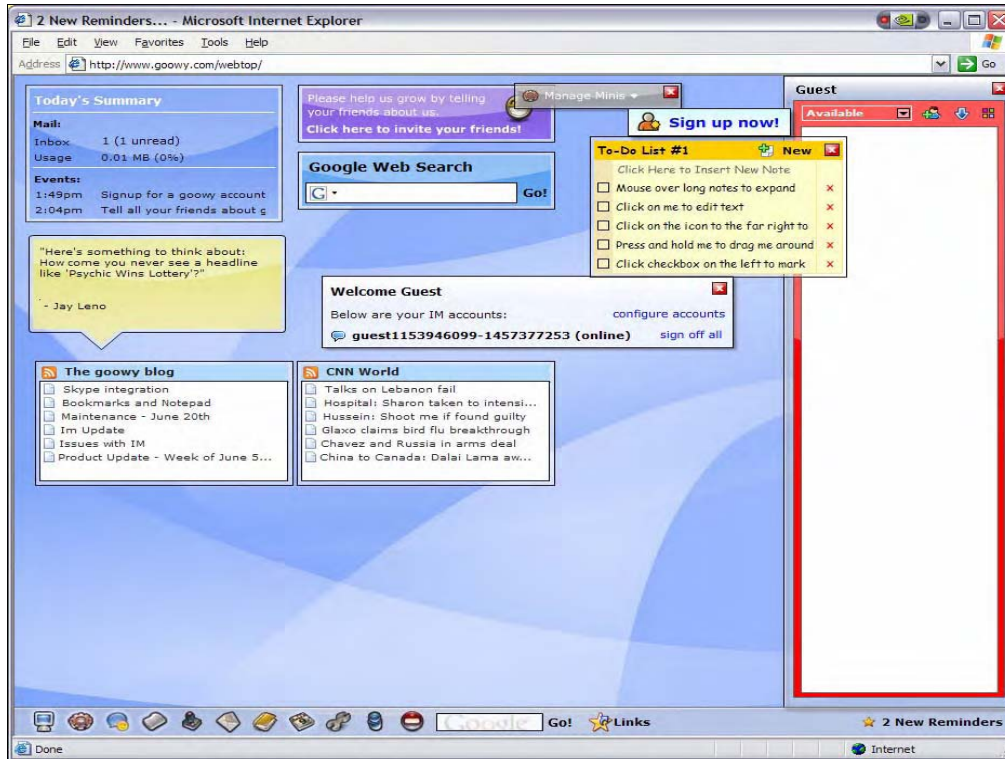 2 New Reminders... - Microsoft Internet Explorer
File Edit View Favorites Tools Help
Address http://www.goowy.com/webtop/ Go
Today's Summary
Mail:
Inbox 1 (1 unread)
Usage 0.01 MB (0%)
Events:
1:49pm Signup for a goowy account
2:04pm Tell all your friends about g
Please help us grow by telling
your friends about us.
Click here to invite your friends!
Manage Minis
Sign up now!
Google Web Search
G Go!
To-Do List #1 New
Click Here to Insert New Note
Mouse over long notes to expand
Click on me to edit text
Click on the icon to the far right to
Press and hold me to drag me around
Click checkbox on the left to mark
Guest
Available
"Here's something to think about:
How come you never see a headline
like 'Psychic Wins Lottery'?"
- Jay Leno
Welcome Guest
Below are your IM accounts: configure accounts
guest1153946099-1457377253 (online) sign off all
The goowy blog
Skype integration
Bookmarks and Notepad
Maintenance - June 20th
Im Update
Issues with IM
Product Update - Week of June 5...
CNN World
Talks on Lebanon fail
Hospital: Sharon taken to intensi...
Hussein: Shoot me if found guilty
Glaxo claims bird flu breakthrough
Chavez and Russia in arms deal
China to Canada: Dalai Lama aw...
Google Go! Links 2 New Reminders
Done Internet